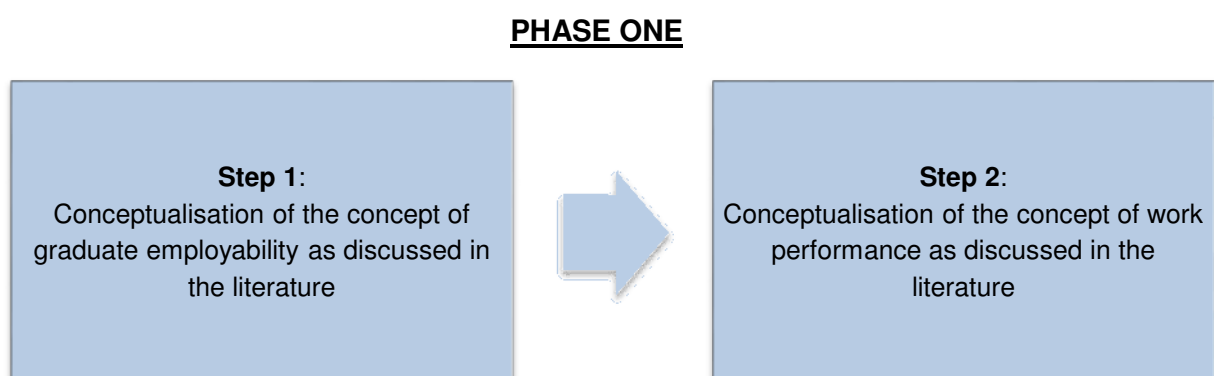 PHASE ONE
Step 1:
Conceptualisation of the concept of
graduate employability as discussed in
the literature
Step 2:
Conceptualisation of the concept of work
performance as discussed in the
literature